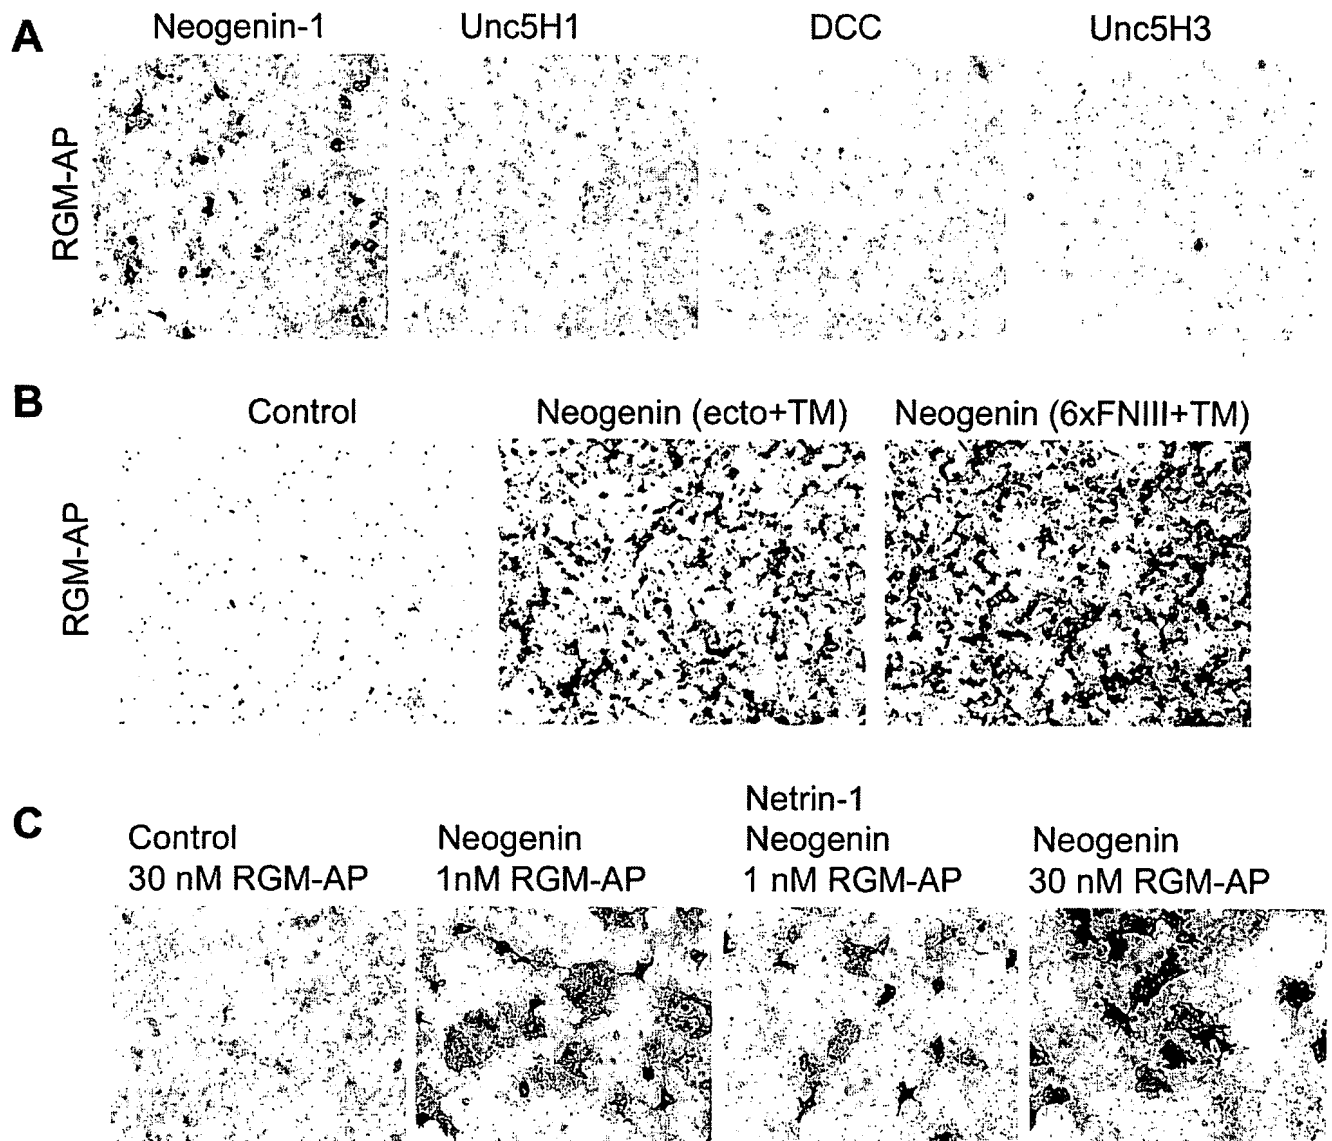 A
Neogenin-1 Unc5H1 DCC Unc5H3
RGM-AP
B
Control Neogenin (ecto+TM) Neogenin (6xFNIII+TM)
RGM-AP
C
Control
30 nM RGM-AP
Neogenin
1nM RGM-AP
Netrin-1
Neogenin
1 nM RGM-AP
Neogenin
30 nM RGM-AP